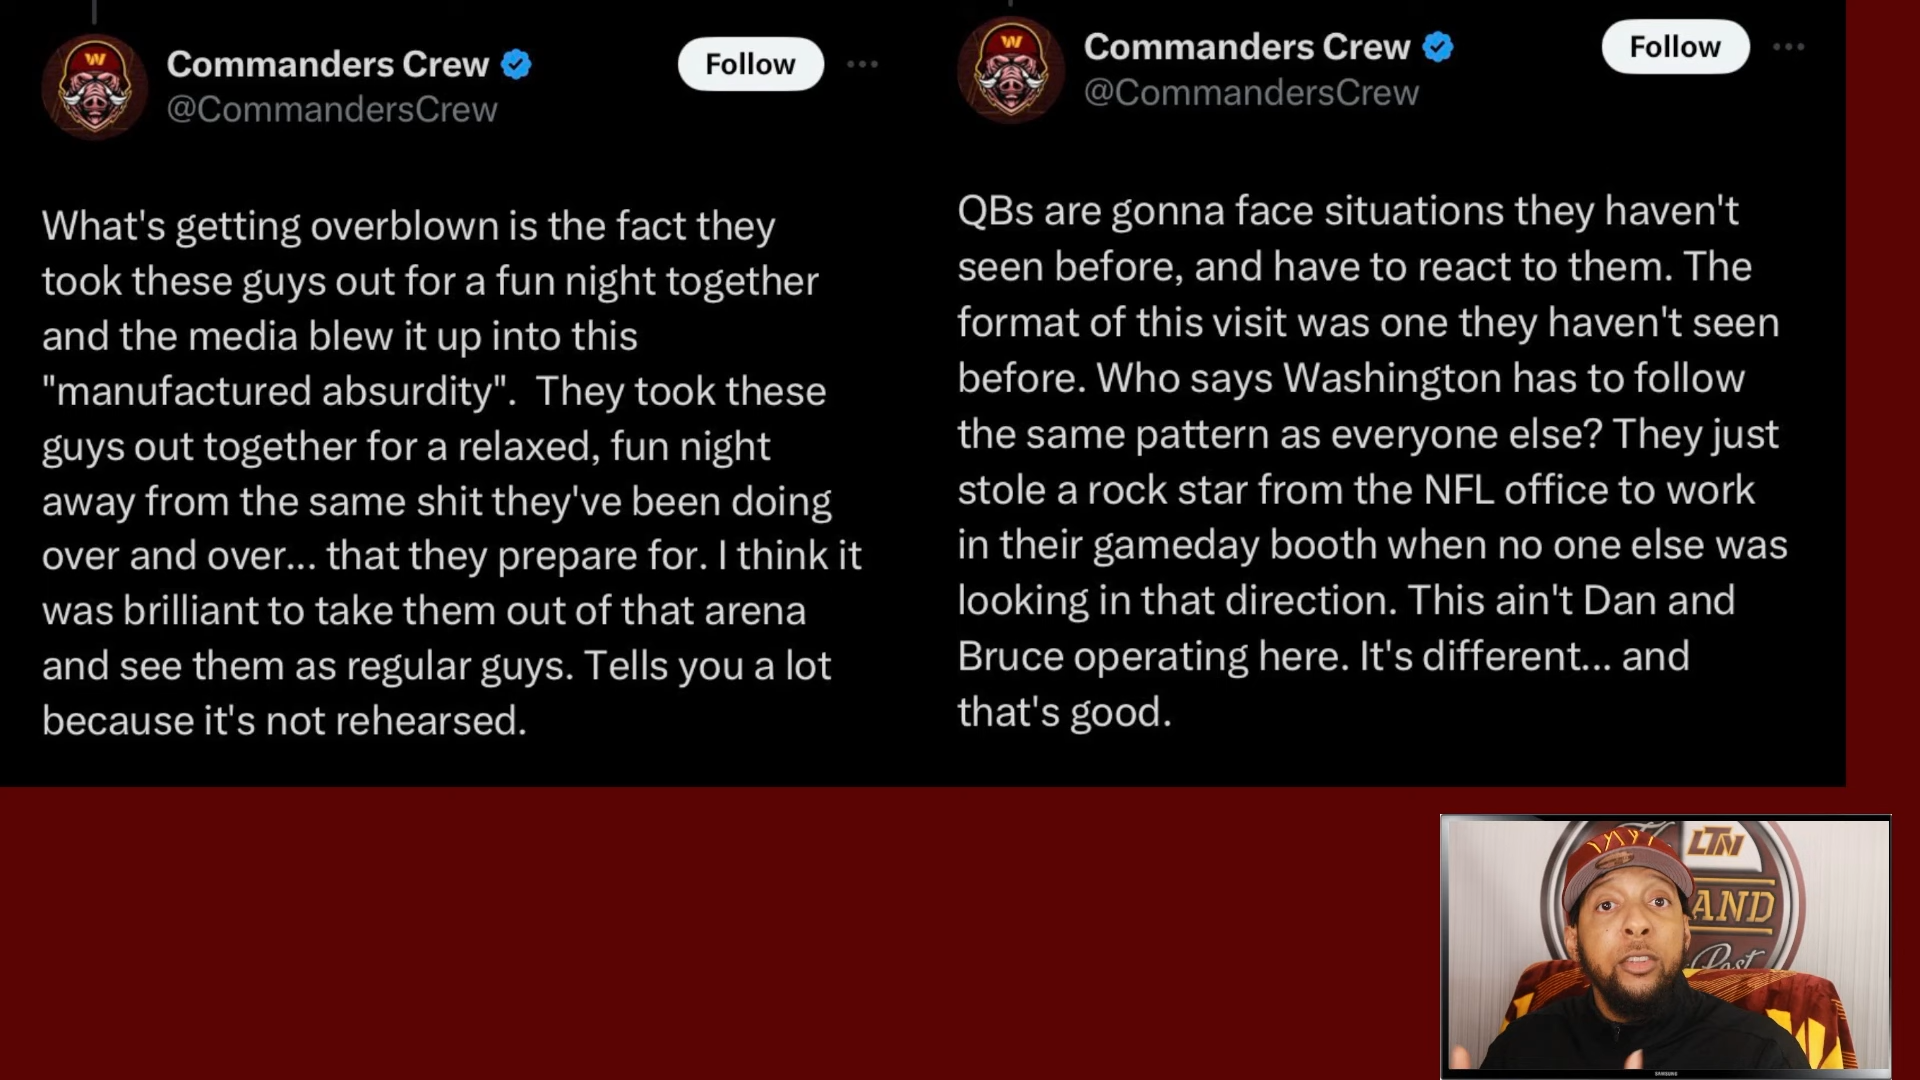 Commanders Crew
@CommandersCrew
Follow
What's getting overblown is the fact they
took these guys out for a fun night together
and the media blew it up into this
"manufactured absurdity".  They took these
guys out together for a relaxed, fun night
away from the same shit they've been doing
over and over... that they prepare for. I think it
was brilliant to take them out of that arena
and see them as regular guys. Tells you a lot
because it's not rehearsed.
Commanders Crew
@CommandersCrew
Follow
QBs are gonna face situations they haven't
seen before, and have to react to them. The
format of this visit was one they haven't seen
before. Who says Washington has to follow
the same pattern as everyone else? They just
stole a rock star from the NFL office to work
in their gameday booth when no one else was
looking in that direction. This ain't Dan and
Bruce operating here. It's different... and
that's good.
LTN
AND
Post
SAMSUNG